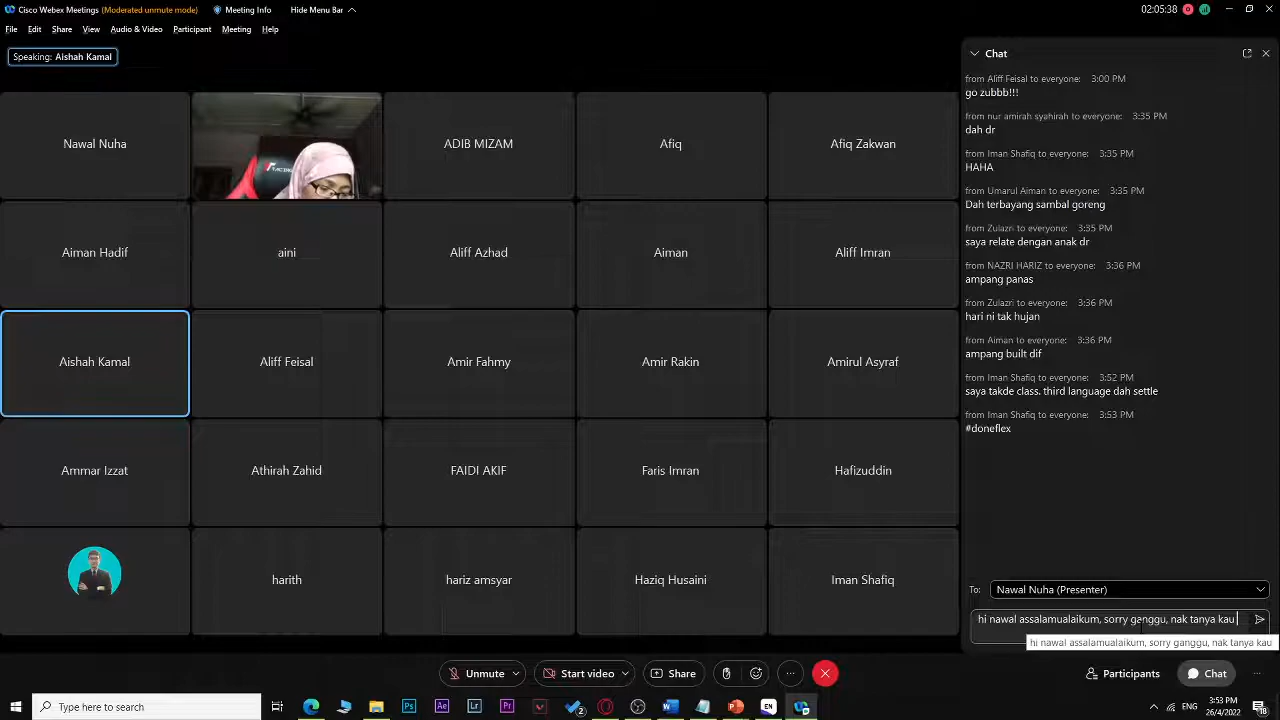 Cisco Webex Meetings (Moderated unmute mode) Meeting Info Hide Menu Bar 02:05:38
File Edit Share View Audio & Video Participant Meeting Help
Speaking: Aishah Kamal
Nawal Nuha
ADIB MIZAM
Afiq
Afiq Zakwan
Aiman Hadif
aini
Aliff Azhad
Aiman
Aliff Imran
Aishah Kamal
Aliff Feisal
Amir Fahmy
Amir Rakin
Amirul Asyraf
Ammar Izzat
Athirah Zahid
FAIDI AKIF
Faris Imran
Hafizuddin
harith
hariz amsyar
Haziq Husaini
Iman Shafiq
Chat
from Aliff Feisal to everyone: 3:00 PM
go zubbb!!!
from nur amirah syahirah to everyone: 3:35 PM
dah dr
from Iman Shafiq to everyone: 3:35 PM
HAHA
from Umarul Aiman to everyone: 3:35 PM
Dah terbayang sambal goreng
from Zulazri to everyone: 3:35 PM
saya relate dengan anak dr
from NAZRI HARIZ to everyone: 3:36 PM
ampang panas
from Zulazri to everyone: 3:36 PM
hari ni tak hujan
from Aiman to everyone: 3:36 PM
ampang built dif
from Iman Shafiq to everyone: 3:52 PM
saya takde class. third language dah settle
from Iman Shafiq to everyone: 3:53 PM
#doneflex
To: Nawal Nuha (Presenter)
hi nawal assalamualaikum, sorry ganggu, nak tanya kau
hi nawal assalamualaikum, sorry ganggu, nak tanya kau
Unmute Start video Share Participants Chat
Type here to search
Ps Ae Lr Pr EN ENG 3:53 PM
26/4/2022